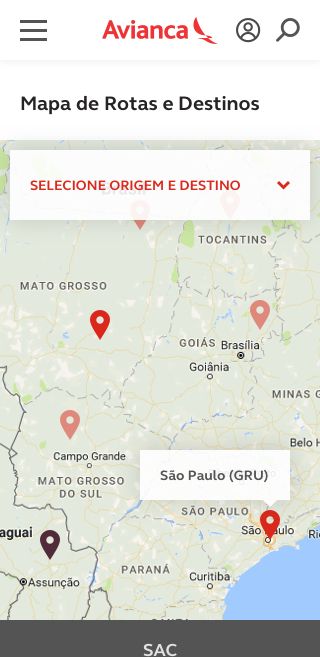 Avianca
Mapa de Rotas e Destinos
SELECIONE ORIGEM E DESTINO
TOCANTINS
MATO GROSSO
Brasília
GOIÁS
Goiânia
MINAS G
Belo H
Campo Grande
MATO GROSSO
DO SUL
São Paulo (GRU)
SÃO PAULO
São Paulo
Rio
aguai
PARANÁ
Assunção
Curitiba
SAC